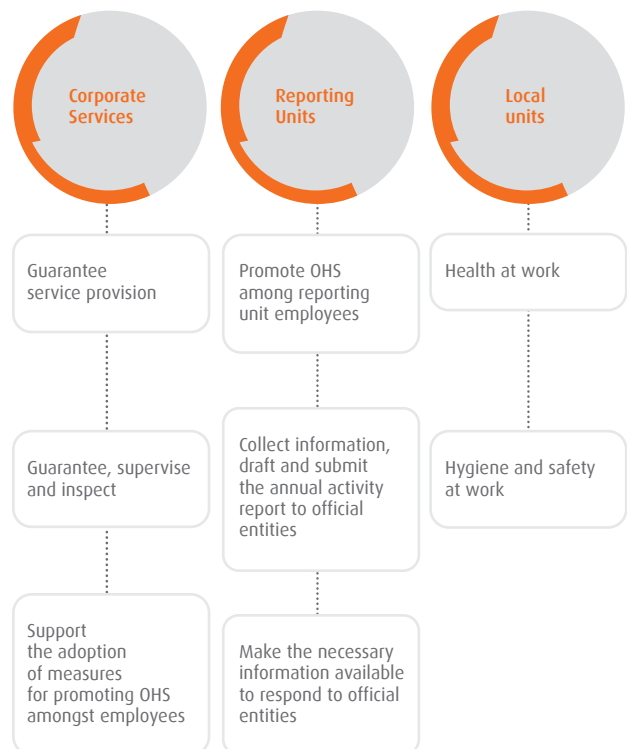 Corporate
Services
Guarantee
service provision
Guarantee, supervise
and inspect
Support
the adoption
of measures
for promoting OHS
amongst employees
Reporting
Units
Promote OHS
among reporting
unit employees
Collect information,
draft and submit
the annual activity
report to official
entities
Make the necessary
information available
to respond to official
entities
Local
units
Health at work
Hygiene and safety
at work